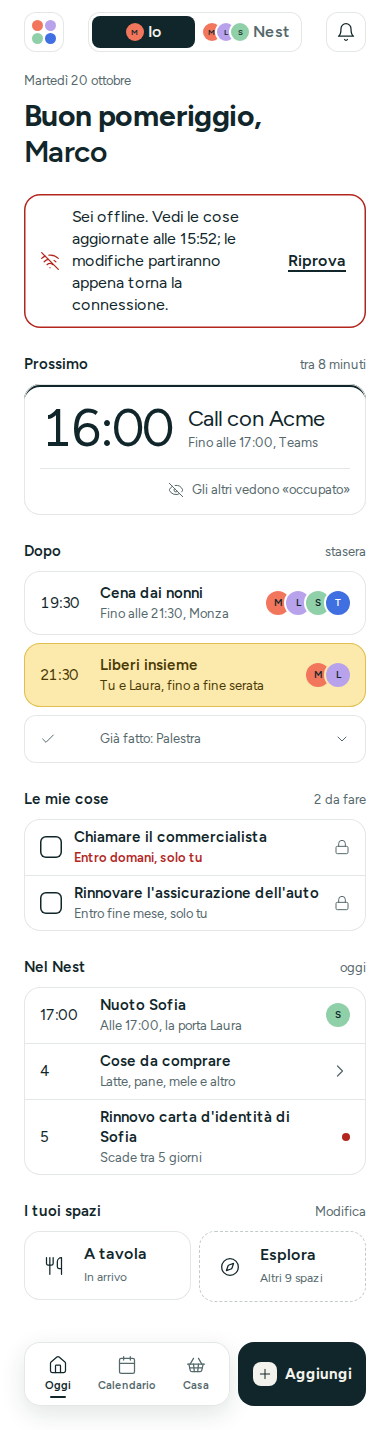 M Io M L S Nest
Martedì 20 ottobre
Buon pomeriggio,
Marco
Sei offline. Vedi le cose
aggiornate alle 15:52; le
modifiche partiranno
appena torna la
connessione.
Riprova
Prossimo tra 8 minuti
16:00 Call con Acme
Fino alle 17:00, Teams
Gli altri vedono «occupato»
Dopo stasera
19:30 Cena dai nonni M L S T
Fino alle 21:30, Monza
21:30 Liberi insieme M L
Tu e Laura, fino a fine serata
Già fatto: Palestra
Le mie cose 2 da fare
Chiamare il commercialista
Entro domani, solo tu
Rinnovare l'assicurazione dell'auto
Entro fine mese, solo tu
Nel Nest oggi
17:00 Nuoto Sofia S
Alle 17:00, la porta Laura
4 Cose da comprare
Latte, pane, mele e altro
5 Rinnovo carta d'identità di
Sofia
Scade tra 5 giorni
I tuoi spazi Modifica
A tavola
In arrivo
Esplora
Altri 9 spazi
Oggi Calendario Casa Aggiungi